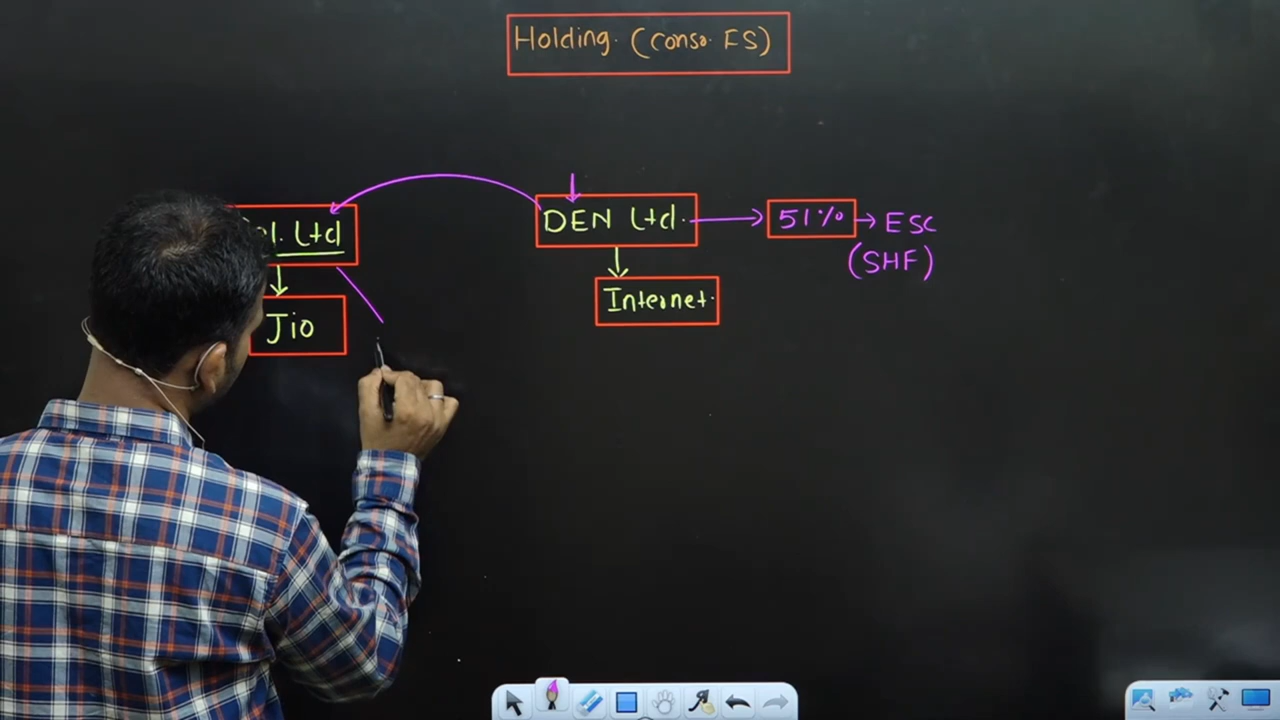 Holding. (Conso. FS)
Ltd
DEN Ltd.
51%
ESC
(SHF)
Jio
Internet.